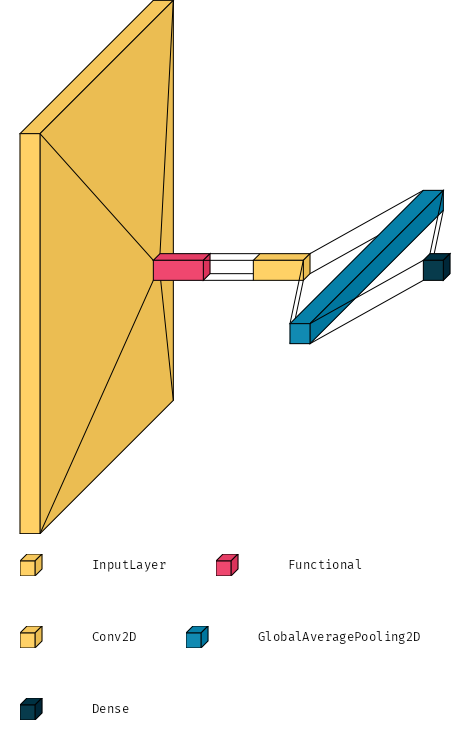 InputLayer Functional
Conv2D GlobalAveragePooling2D
Dense